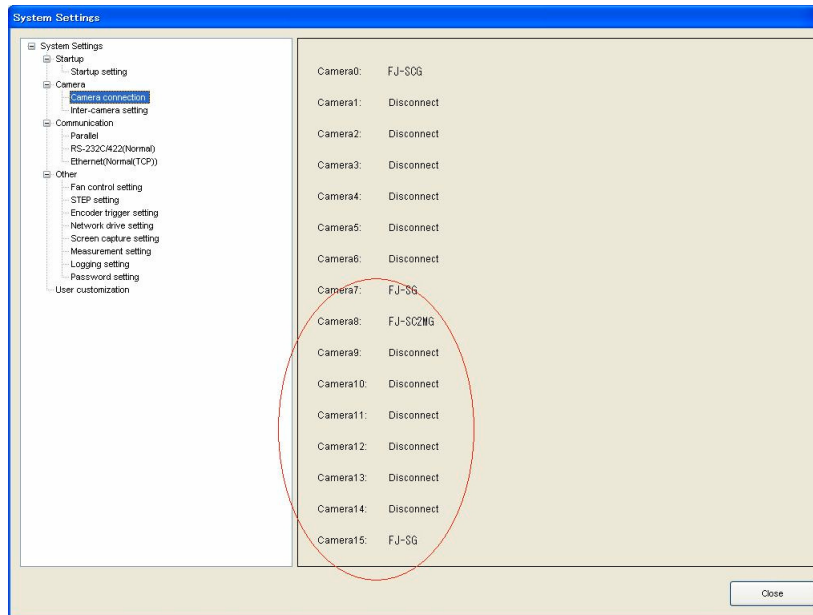 System Settings
System Settings
Startup
Startup setting
Camera
Camera connection
Inter-camera setting
Communication
Parallel
RS-232C/422(Normal)
Ethernet(Normal(TCP))
Other
Fan control setting
STEP setting
Encoder trigger setting
Network drive setting
Screen capture setting
Measurement setting
Logging setting
Password setting
User customization
Camera0: FJ-SCG
Camera1: Disconnect
Camera2: Disconnect
Camera3: Disconnect
Camera4: Disconnect
Camera5: Disconnect
Camera6: Disconnect
Camera7: FJ-SG
Camera8: FJ-SC2MG
Camera9: Disconnect
Camera10: Disconnect
Camera11: Disconnect
Camera12: Disconnect
Camera13: Disconnect
Camera14: Disconnect
Camera15: FJ-SG
Close